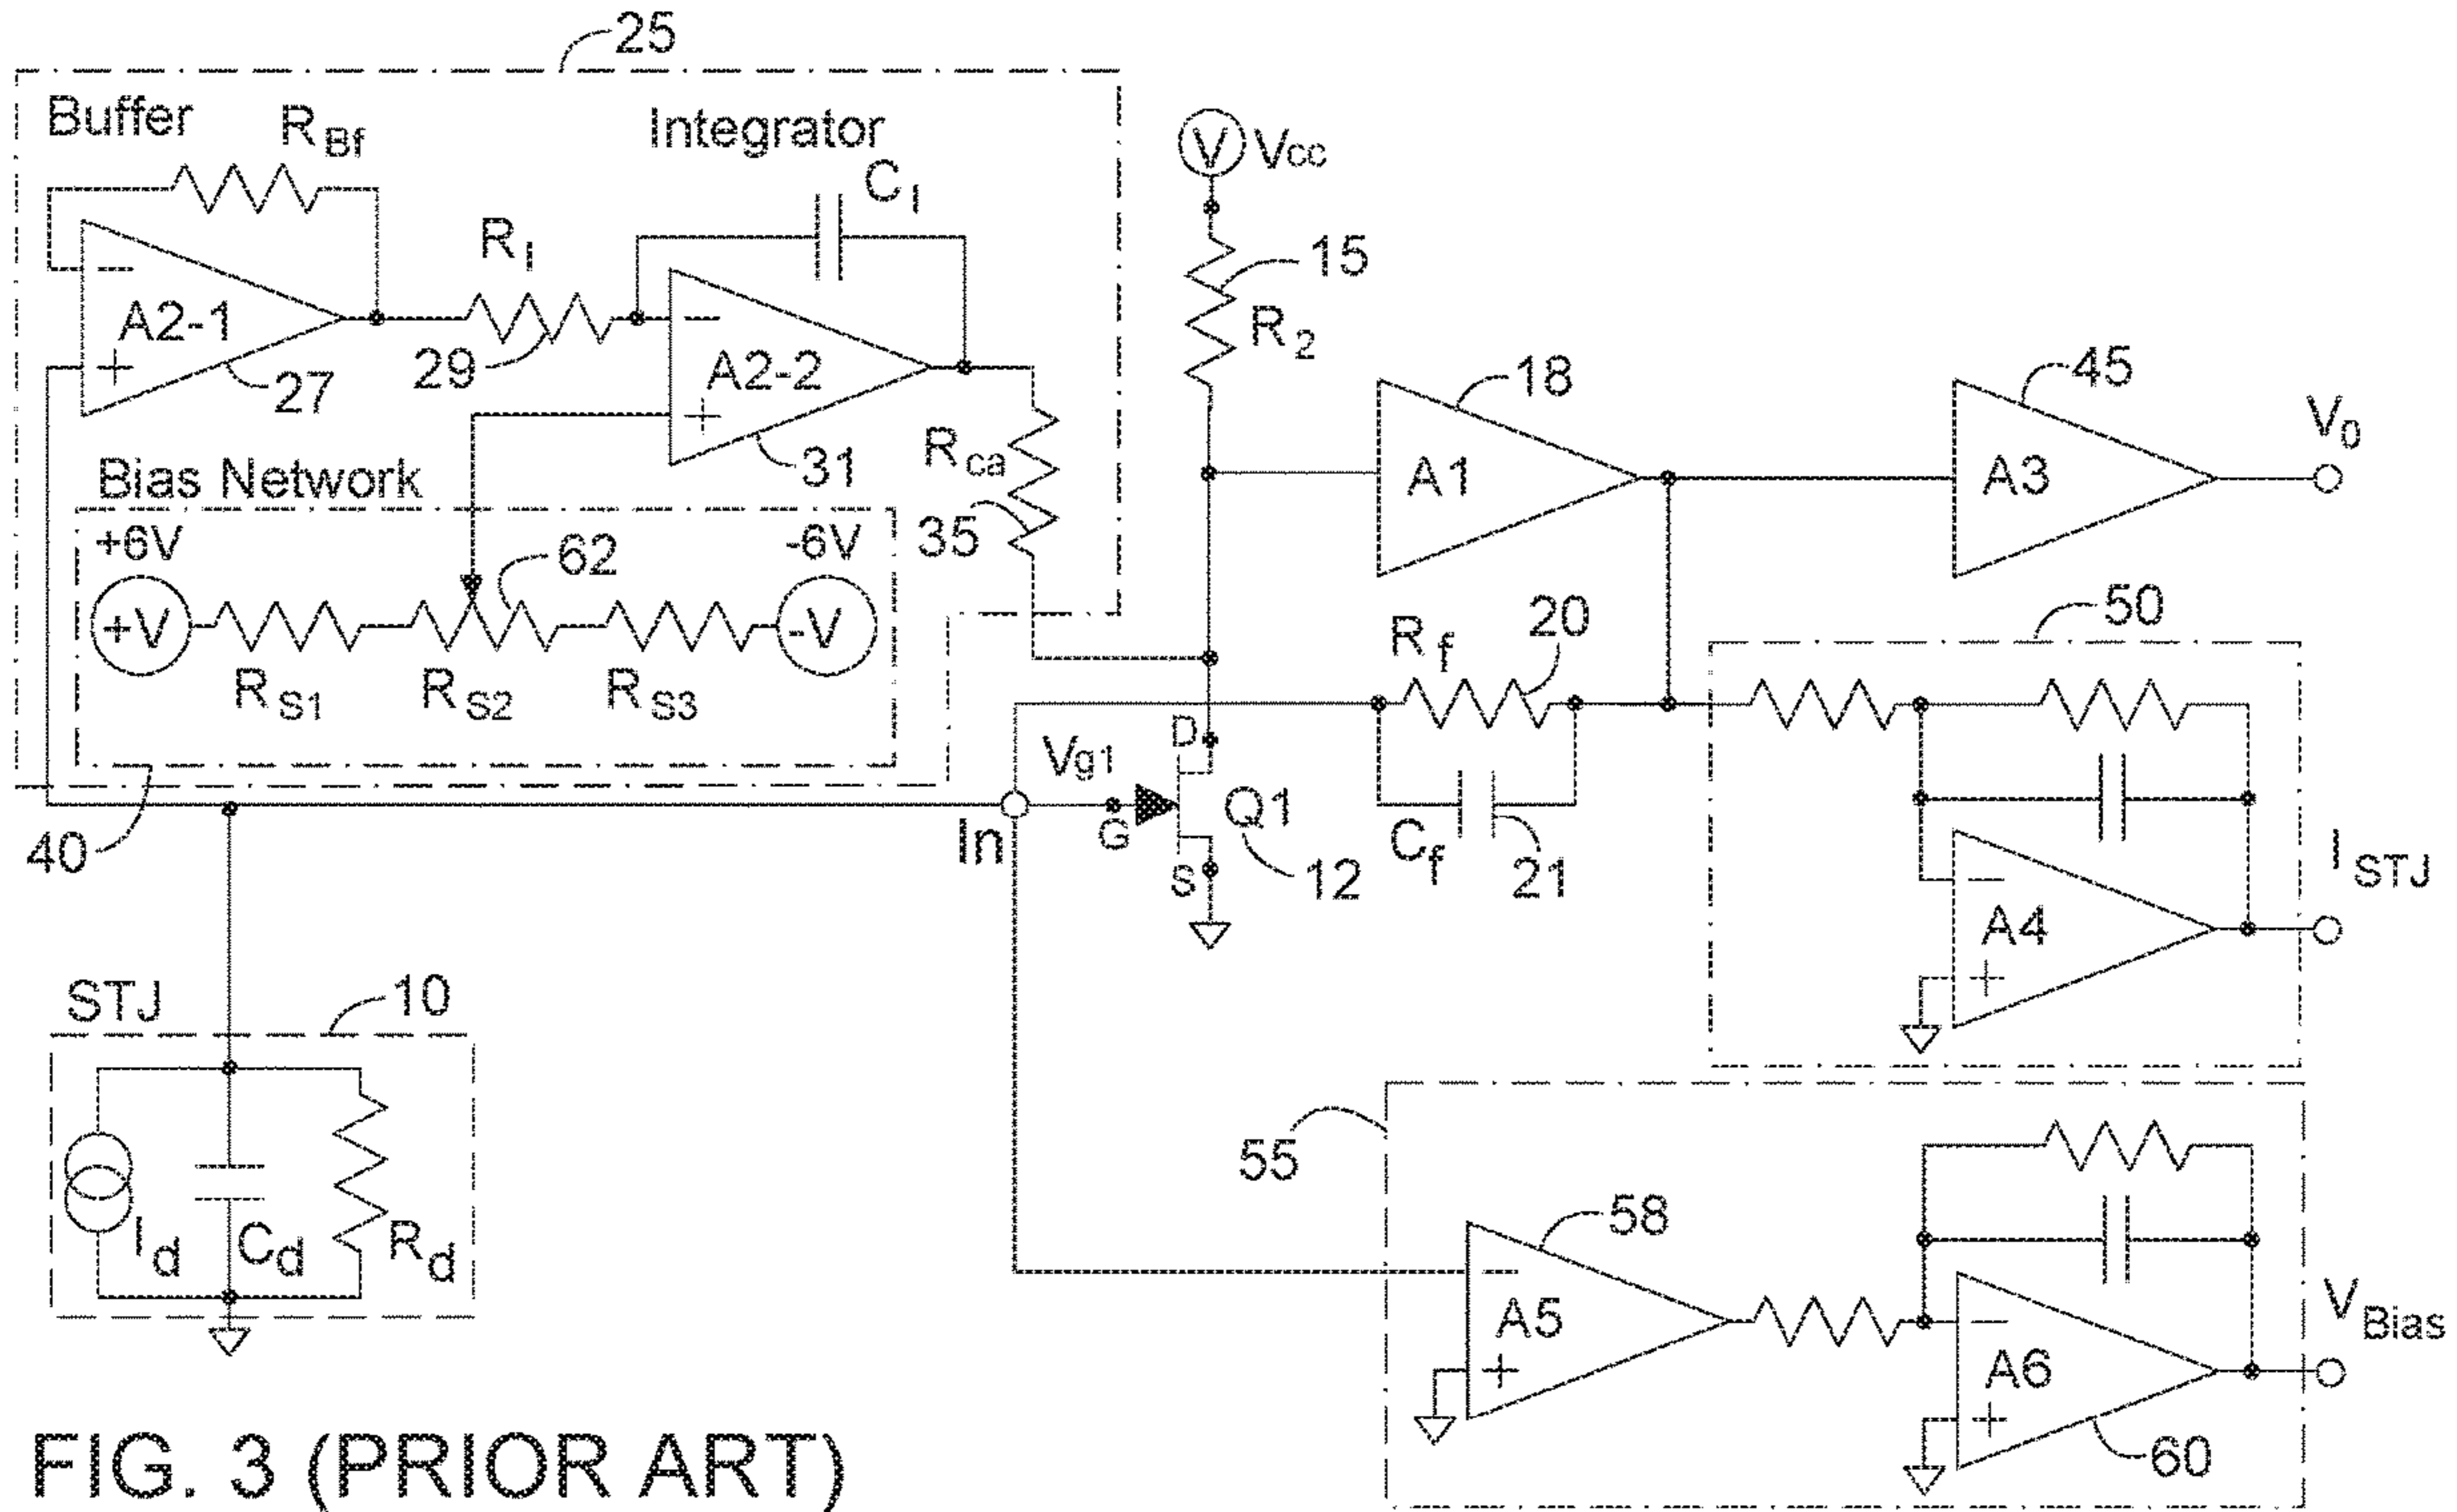 25
Buffer
R Bf
Integrator
C I
R I
A2-1
27
29
A2-2
31
R ca
35
Bias Network
+6V
62
-6V
+V
-V
R S1
R S2
R S3
40
V Vcc
15
R 2
18
A1
45
A3
V 0
R f
20
50
Vg1
D
G
S
In
Q1
12
C f
21
A4
I STJ
STJ
10
I d
C d
R d
55
58
A5
A6
60
V Bias
FIG. 3 (PRIOR ART)